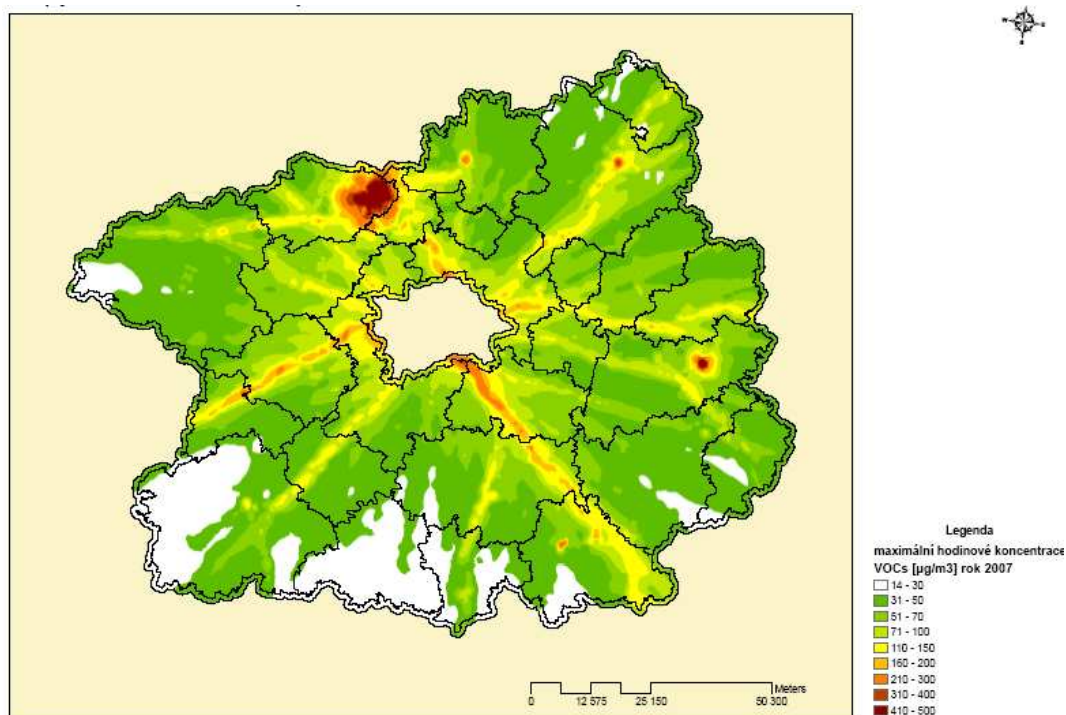 Legenda
maximální hodinové koncentrace
VOCs [µg/m3] rok 2007
14 - 30
31 - 50
51 - 70
71 - 100
110 - 150
160 - 200
210 - 300
310 - 400
410 - 500
Meters
0 12 575 25 150 50 300